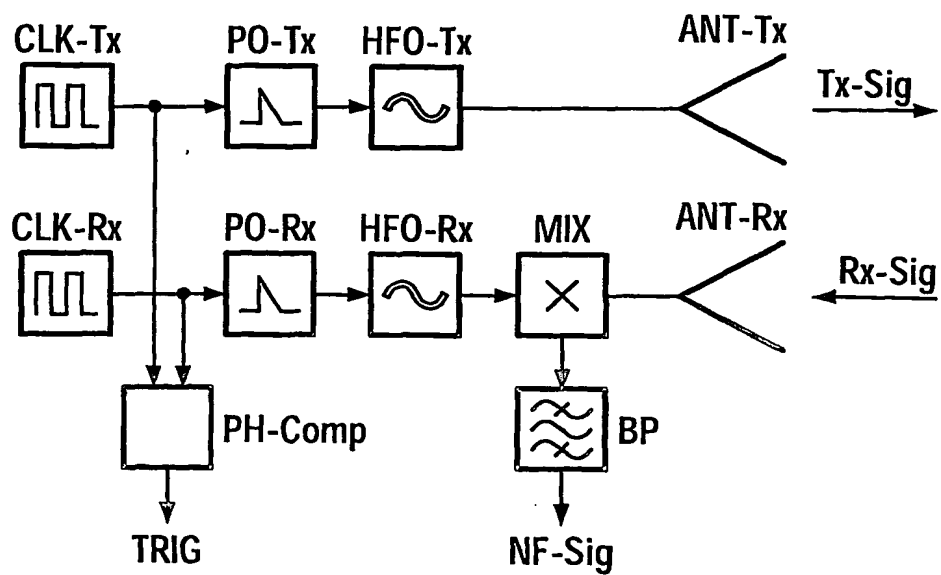 CLK-Tx
PO-Tx
HFO-Tx
ANT-Tx
Tx-Sig
CLK-Rx
PO-Rx
HFO-Rx
MIX
ANT-Rx
Rx-Sig
PH-Comp
BP
TRIG
NF-Sig